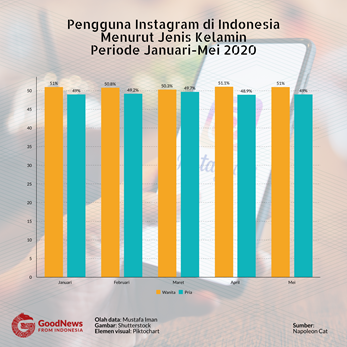 Pengguna Instagram di Indonesia
Menurut Jenis Kelamin
Periode Januari-Mei 2020
51% 49% 50.8% 49.2% 50.3% 49.7% 51.1% 48.9% 51% 49%
50
45
40
35
30
25
20
15
10
5
0
Januari Februari Maret April Mei
Wanita Pria
GoodNews
FROM INDONESIA
Olah data: Mustafa Iman
Gambar: Shutterstock
Elemen visual: Piktochart
Sumber:
Napoleon Cat